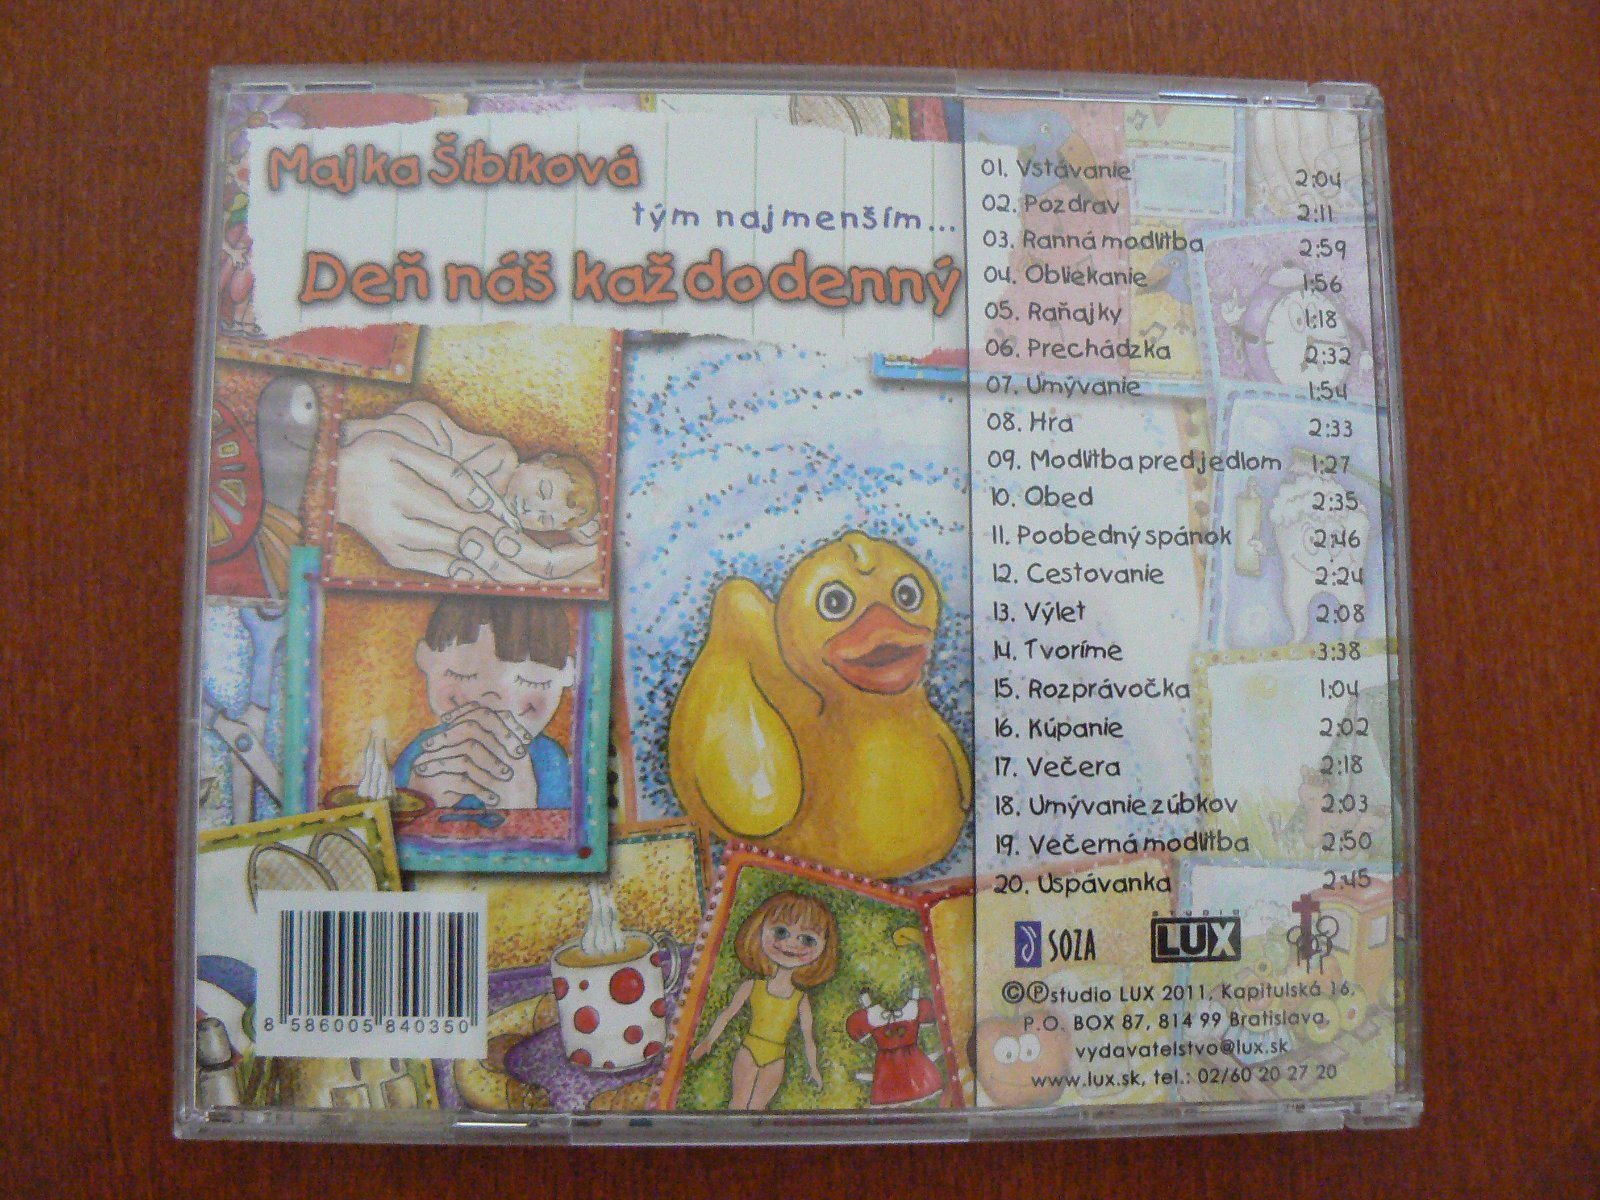 Majka Šibíková
tým najmenším...
Deň náš každodenný
01. Vstávanie 2:04
02. Pozdrav 2:11
03. Ranná modlitba 2:59
04. Obliekanie 1:56
05. Raňajky 1:18
06. Prechádzka 2:32
07. Umývanie 1:54
08. Hra 2:33
09. Modlitba pred jedlom 1:27
10. Obed 2:35
11. Poobedný spánok 2:46
12. Cestovanie 2:24
13. Výlet 2:08
14. Tvoríme 3:38
15. Rozprávočka 1:04
16. Kúpanie 2:02
17. Večera 2:18
18. Umývanie zúbkov 2:03
19. Večerná modlitba 2:50
20. Uspávanka 2:45
SOZA
STUDIO
LUX
©℗studio LUX 2011, Kapitulská 16,
P.O. BOX 87, 814 99 Bratislava,
vydavatelstvo@lux.sk
www.lux.sk, tel.: 02/60 20 27 20
8 586005 840350